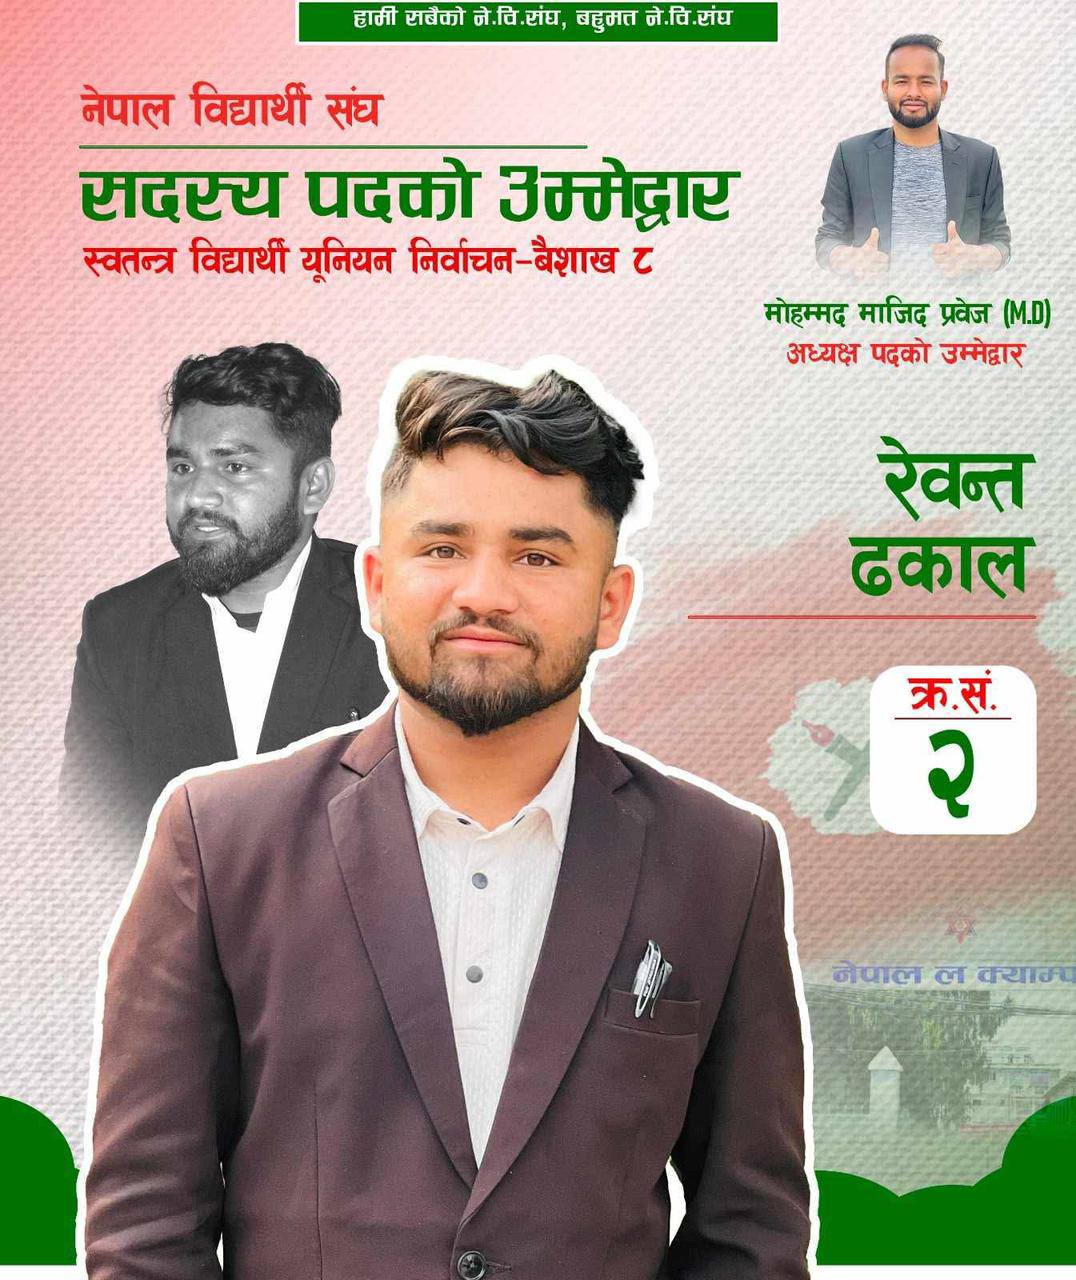 हामी सबैको ने.वि.संघ, बहुमत ने.वि.संघ
नेपाल विद्यार्थी संघ
सदस्य पदको उम्मेद्वार
स्वतन्त्र विद्यार्थी यूनियन निर्वाचन-बैशाख ८
मोहम्मद माजिद प्रवेज (M.D)
अध्यक्ष पदको उम्मेद्वार
रेवन्त
ढकाल
क्र.सं.
२
नेपाल ल क्याम्प